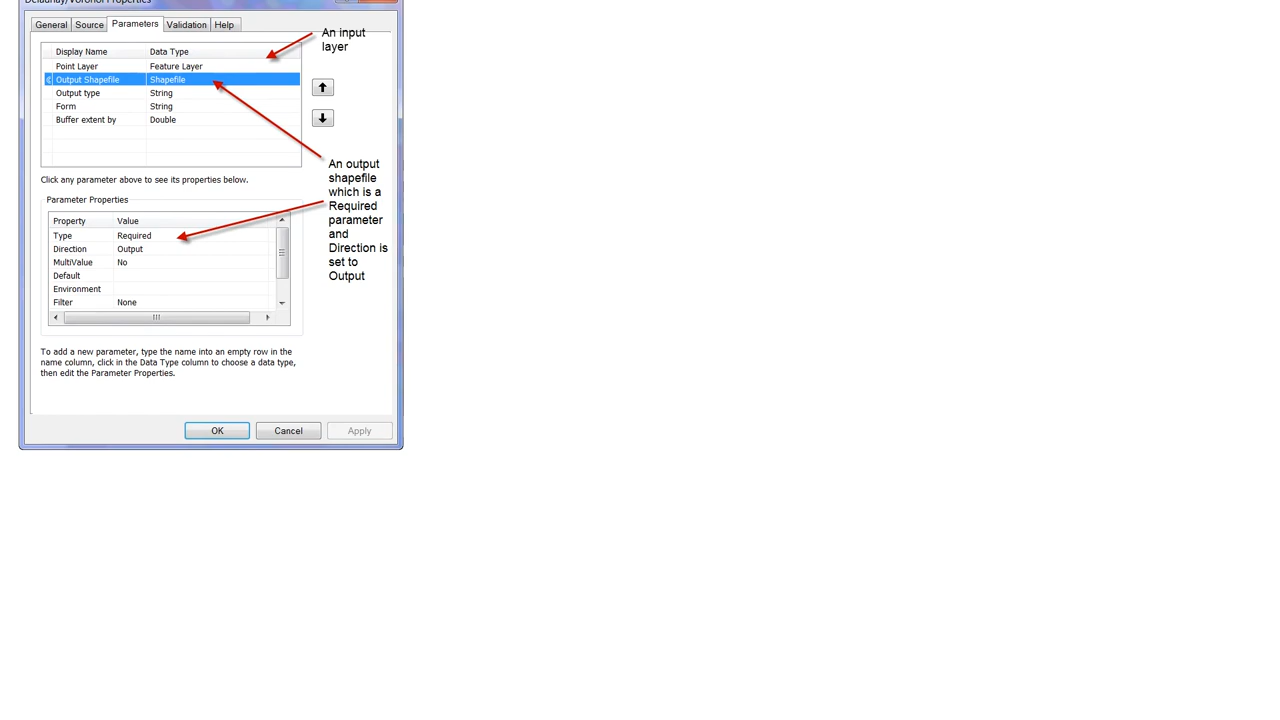 Delaunay/Voronoi Properties
General Source Parameters Validation Help
An input
layer
Display Name Data Type
Point Layer Feature Layer
Output Shapefile Shapefile
Output type String
Form String
Buffer extent by Double
An output
shapefile
which is a
Required
parameter
and
Direction is
set to
Output
Click any parameter above to see its properties below.
Parameter Properties
Property Value
Type Required
Direction Output
MultiValue No
Default
Environment
Filter None
To add a new parameter, type the name into an empty row in the
name column, click in the Data Type column to choose a data type,
then edit the Parameter Properties.
OK Cancel Apply